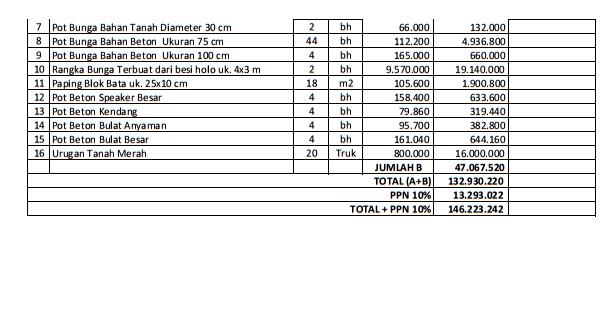 7 Pot Bunga Bahan Tanah Diameter 30 cm 2 bh 66.000 132.000
8 Pot Bunga Bahan Beton Ukuran 75 cm 44 bh 112.200 4.936.800
9 Pot Bunga Bahan Beton Ukuran 100 cm 4 bh 165.000 660.000
10 Rangka Bunga Terbuat dari besi holo uk. 4x3 m 2 bh 9.570.000 19.140.000
11 Paping Blok Bata uk. 25x10 cm 18 m2 105.600 1.900.800
12 Pot Beton Speaker Besar 4 bh 158.400 633.600
13 Pot Beton Kendang 4 bh 79.860 319.440
14 Pot Beton Bulat Anyaman 4 bh 95.700 382.800
15 Pot Beton Bulat Besar 4 bh 161.040 644.160
16 Urugan Tanah Merah 20 Truk 800.000 16.000.000
JUMLAH B 47.067.520
TOTAL (A+B) 132.930.220
PPN 10% 13.293.022
TOTAL + PPN 10% 146.223.242